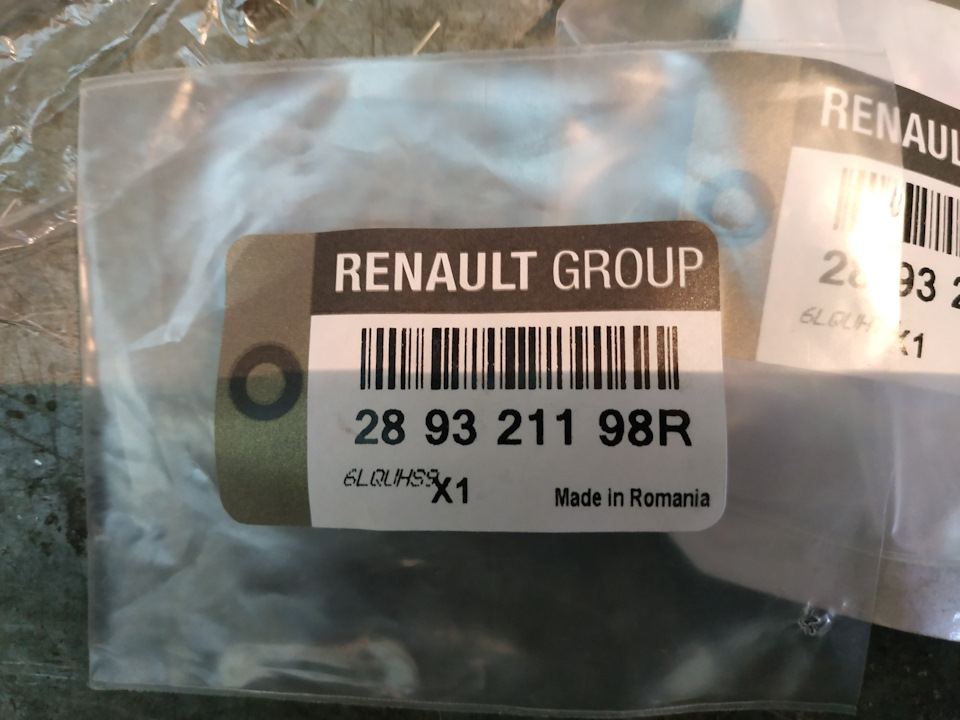 RENAULT GROUP
28 93 211 98R
6LQUHS9
X1
Made in Romania
RENAUL
28 93 2
6LQUH
X1